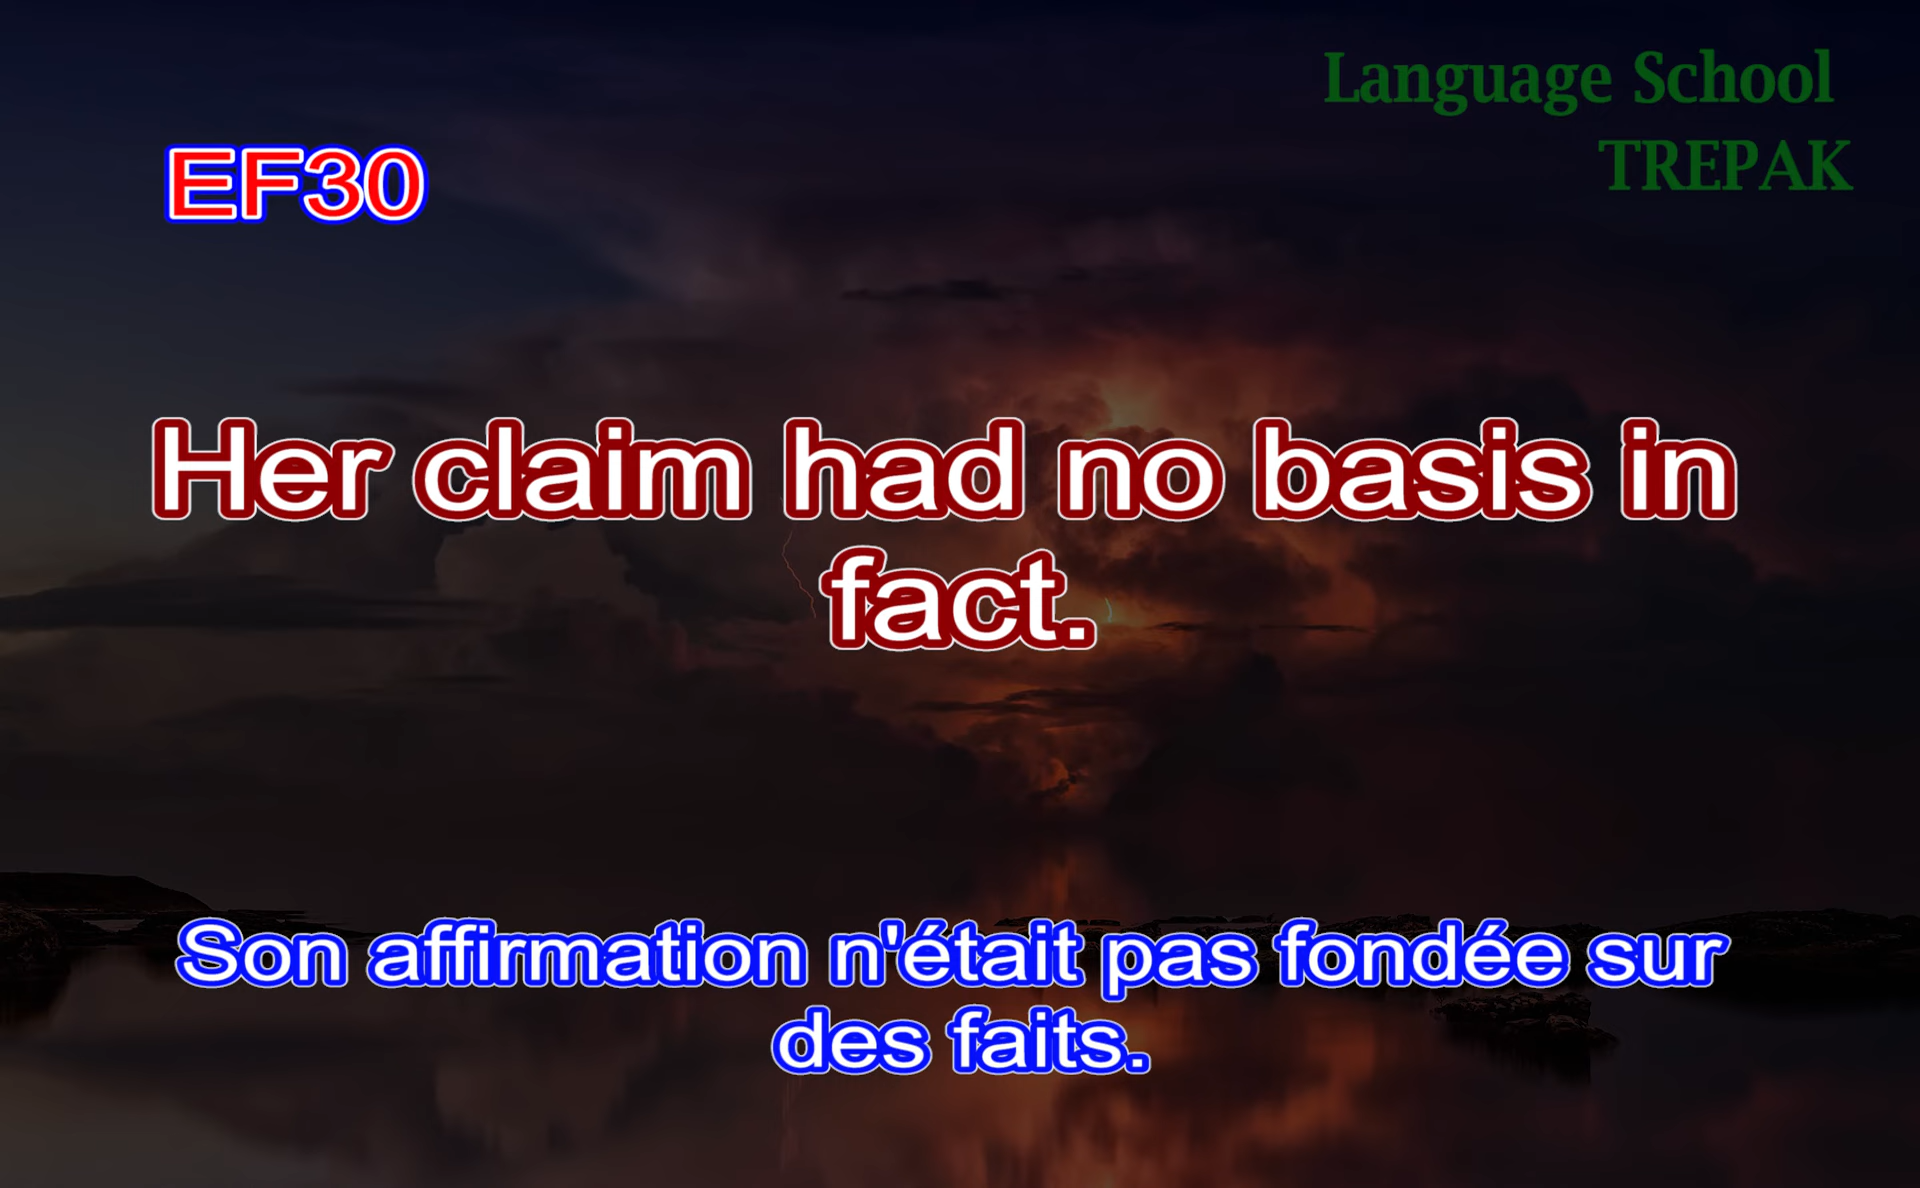 Language School
TREPAK
EF30
Her claim had no basis in
fact.
Son affirmation n'était pas fondée sur
des faits.